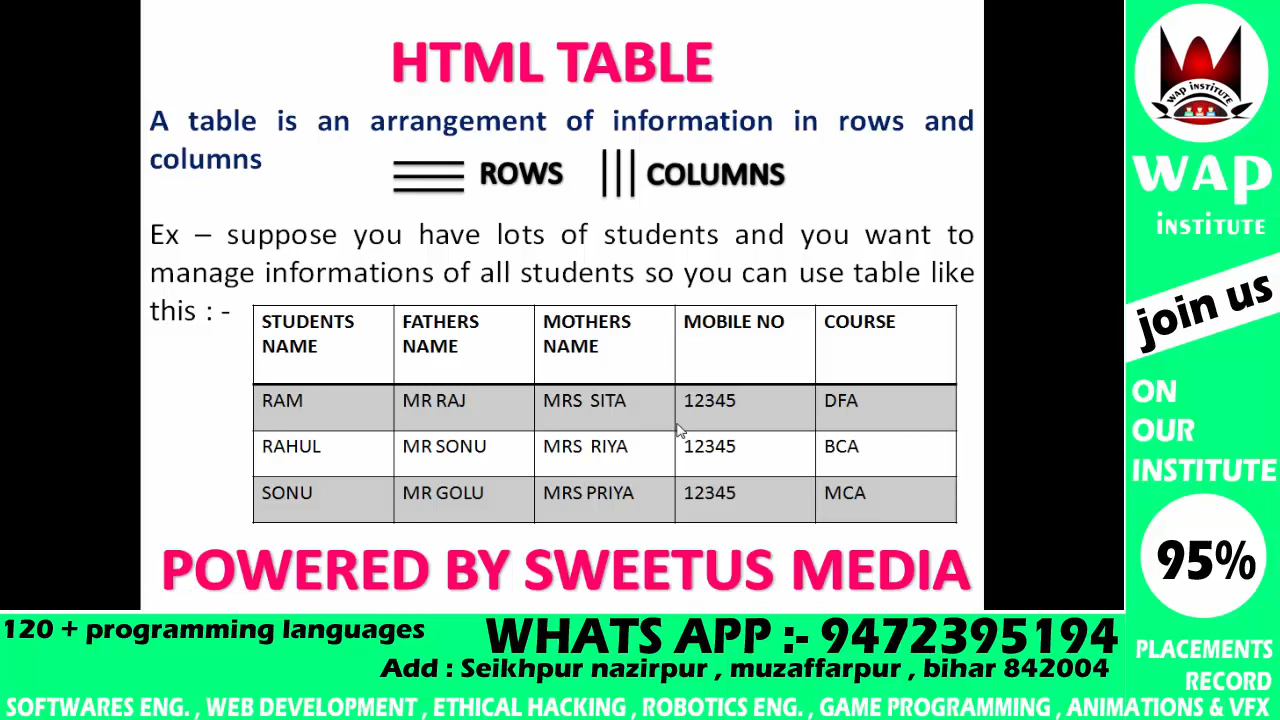 HTML TABLE
A table is an arrangement of information in rows and
columns
ROWS COLUMNS
Ex – suppose you have lots of students and you want to
manage informations of all students so you can use table like
this : -
STUDENTS NAME FATHERS NAME MOTHERS NAME MOBILE NO COURSE
RAM MR RAJ MRS SITA 12345 DFA
RAHUL MR SONU MRS RIYA 12345 BCA
SONU MR GOLU MRS PRIYA 12345 MCA
POWERED BY SWEETUS MEDIA
WAP INSTITUTE
WAP
INSTITUTE
join us
ON
OUR
INSTITUTE
95%
PLACEMENTS
RECORD
120 + programming languages
WHATS APP :- 9472395194
Add : Seikhpur nazirpur , muzaffarpur , bihar 842004
SOFTWARES ENG. , WEB DEVELOPMENT , ETHICAL HACKING , ROBOTICS ENG. , GAME PROGRAMMING , ANIMATIONS & VFX